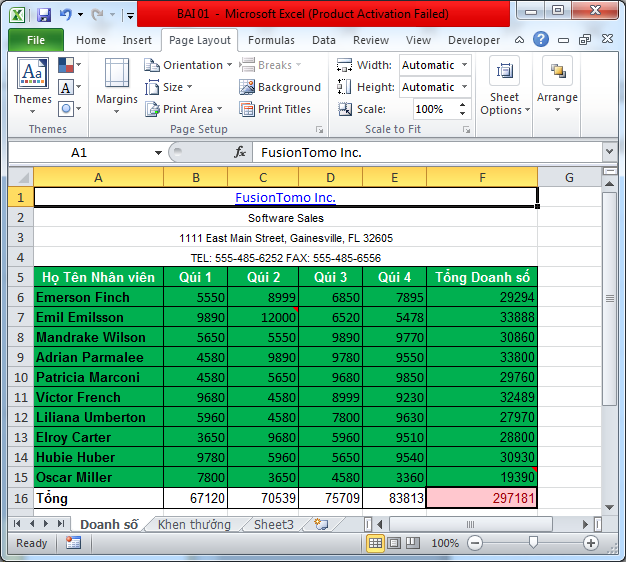 BAI 01 - Microsoft Excel (Product Activation Failed)
File Home Insert Page Layout Formulas Data Review View Developer
Themes
Margins
Orientation
Size
Print Area
Breaks
Background
Print Titles
Width: Automatic
Height: Automatic
Scale: 100%
Sheet Options
Arrange
Themes Page Setup Scale to Fit
A1 fx FusionTomo Inc.
A B C D E F G
1 FusionTomo Inc.
2 Software Sales
3 1111 East Main Street, Gainesville, FL 32605
4 TEL: 555-485-6252 FAX: 555-485-6556
5 Họ Tên Nhân viên Qúi 1 Qúi 2 Qúi 3 Qúi 4 Tổng Doanh số
6 Emerson Finch 5550 8999 6850 7895 29294
7 Emil Emilsson 9890 12000 6520 5478 33888
8 Mandrake Wilson 5650 5550 9890 9770 30860
9 Adrian Parmalee 4580 9890 9780 9550 33800
10 Patricia Marconi 4580 5650 9680 9850 29760
11 Victor French 9680 4580 8999 9230 32489
12 Liliana Umberton 5960 4580 7800 9630 27970
13 Elroy Carter 3650 9680 5960 9510 28800
14 Hubie Huber 9780 5960 5650 9540 30930
15 Oscar Miller 7800 3650 4580 3360 19390
16 Tổng 67120 70539 75709 83813 297181
Doanh số Khen thưởng Sheet3
Ready 100%